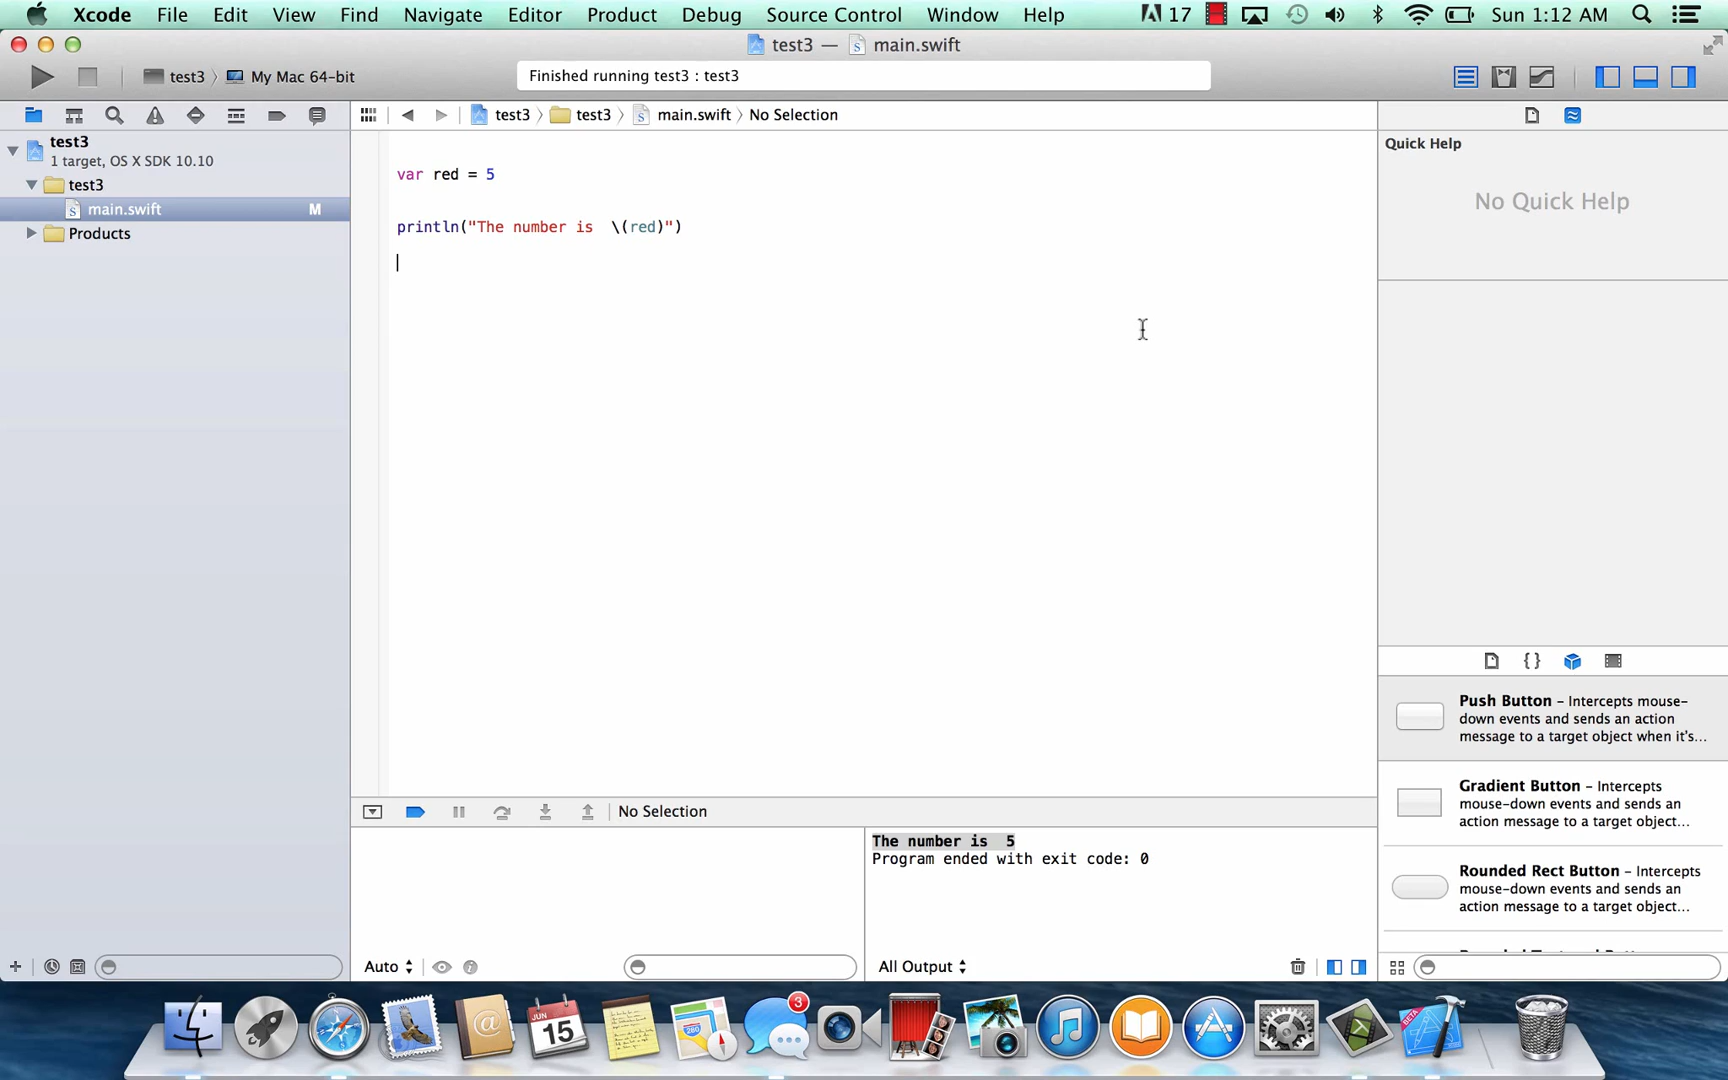 Xcode File Edit View Find Navigate Editor Product Debug Source Control Window Help 17 Sun 1:12 AM
test3 — main.swift
test3 My Mac 64-bit Finished running test3 : test3
test3 test3 main.swift No Selection
test3
1 target, OS X SDK 10.10
test3
main.swift M
Products
var red = 5
println("The number is  \(red)")
Quick Help
No Quick Help
Push Button – Intercepts mouse-
down events and sends an action
message to a target object when it's...
Gradient Button – Intercepts
mouse-down events and sends an
action message to a target object...
Rounded Rect Button – Intercepts
mouse-down events and sends an
action message to a target object...
No Selection
The number is  5
Program ended with exit code: 0
Auto
All Output
JUN
15
280
3
BETA